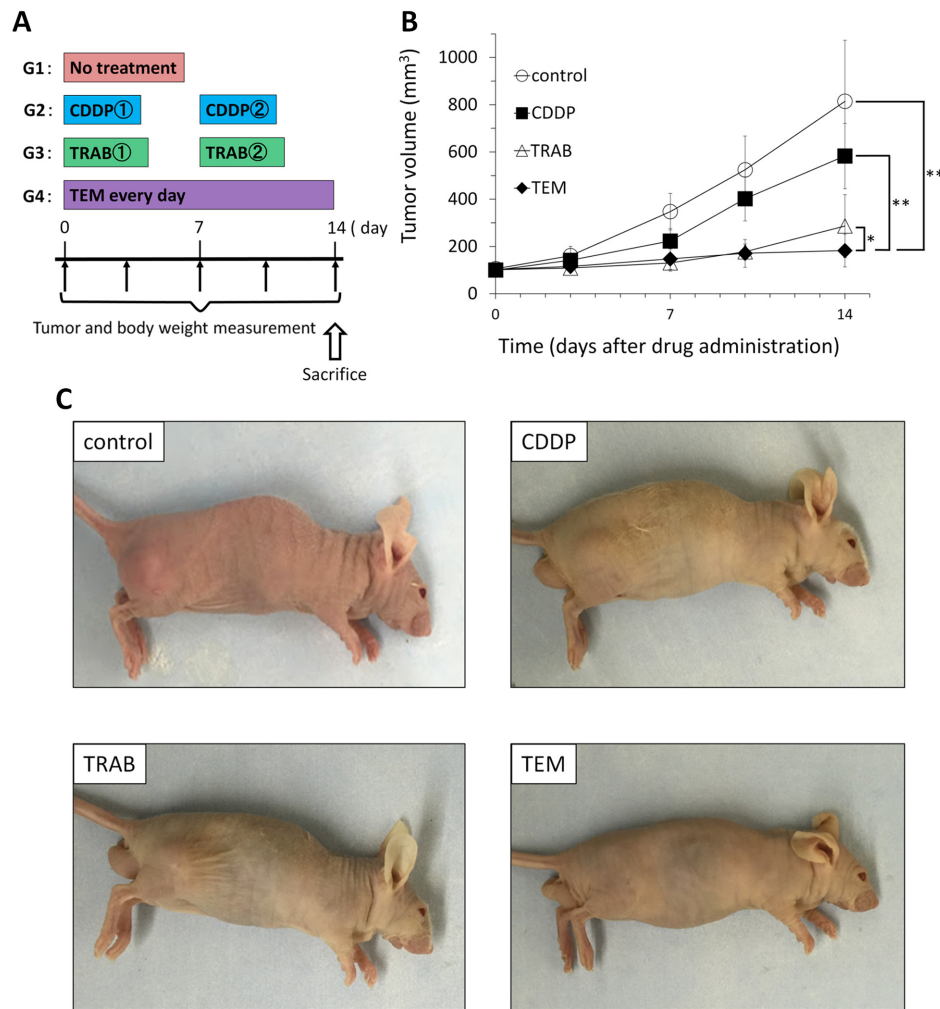 A
G1 : No treatment
G2 : CDDP① CDDP②
G3 : TRAB① TRAB②
G4 : TEM every day
0 7 14 ( day
Tumor and body weight measurement
Sacrifice
B
Tumor volume (mm³)
1000
800
600
400
200
0
control
CDDP
TRAB
TEM
**
**
*
0 7 14
Time (days after drug administration)
C
control
CDDP
TRAB
TEM